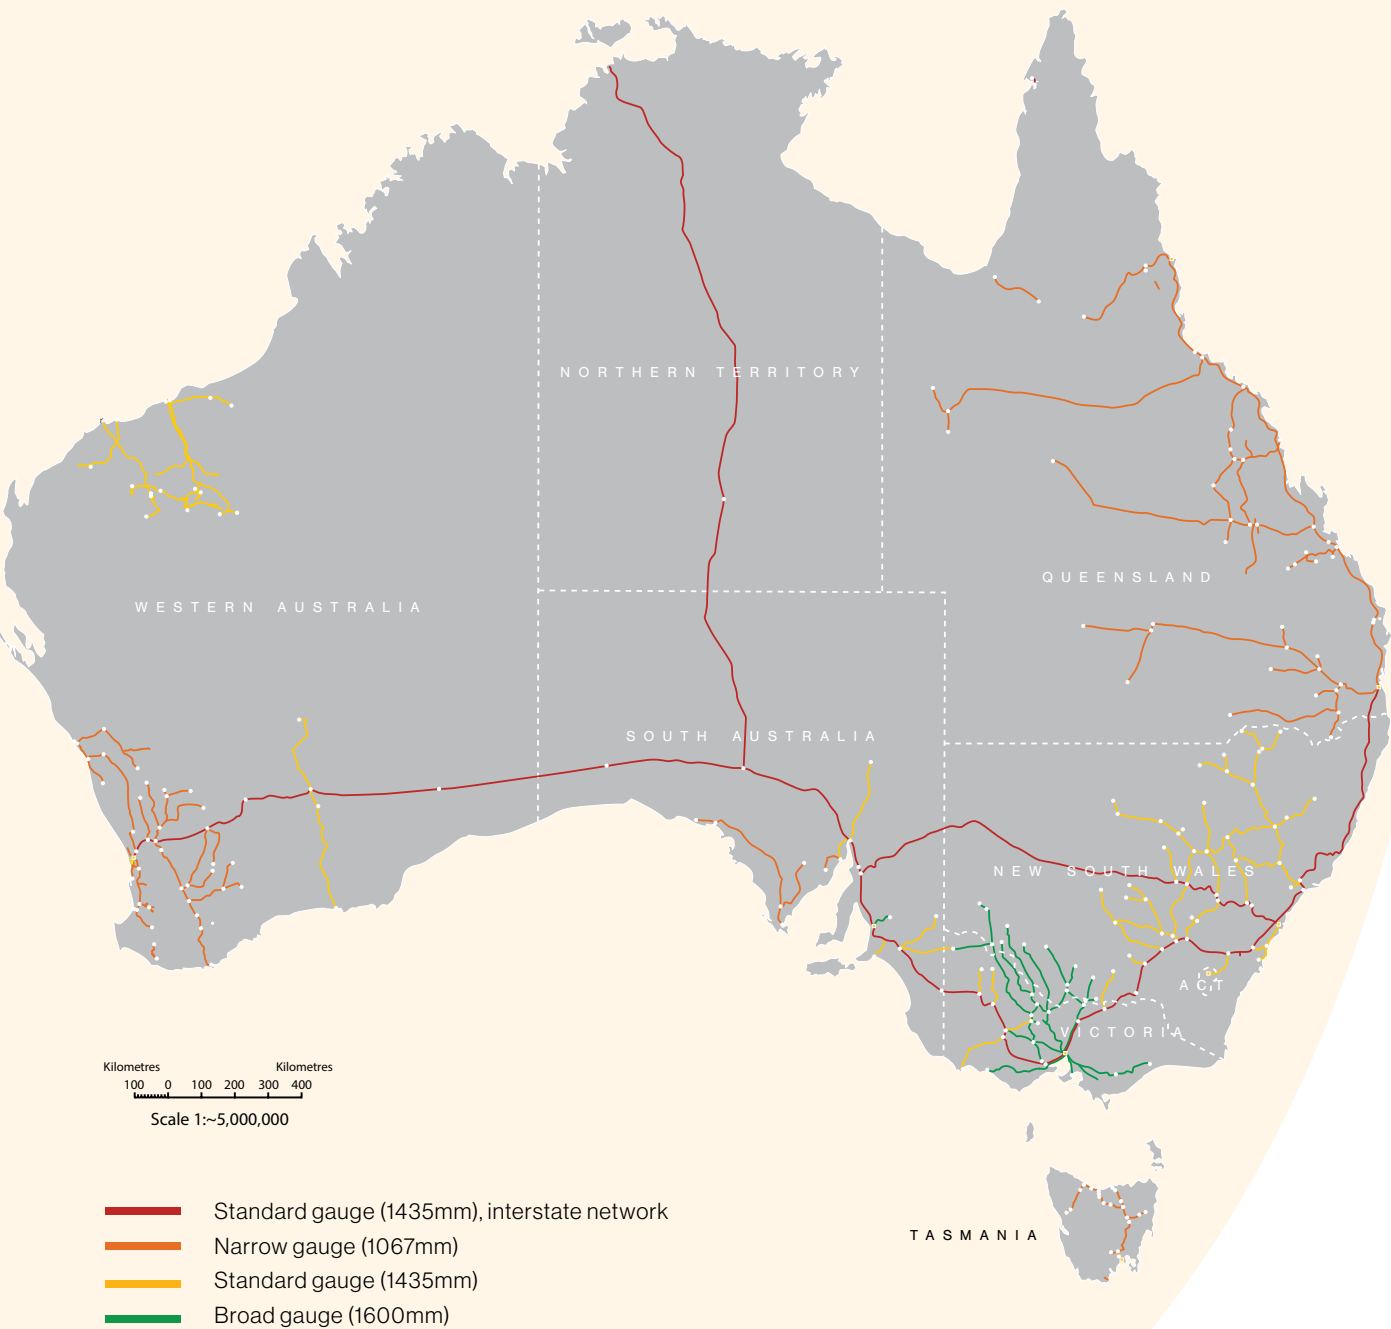 NORTHERN TERRITORY
QUEENSLAND
WESTERN AUSTRALIA
SOUTH AUSTRALIA
NEW SOUTH WALES
ACT
VICTORIA
Kilometres Kilometres
100 0 100 200 300 400
Scale 1:~5,000,000
TASMANIA
Standard gauge (1435mm), interstate network
Narrow gauge (1067mm)
Standard gauge (1435mm)
Broad gauge (1600mm)